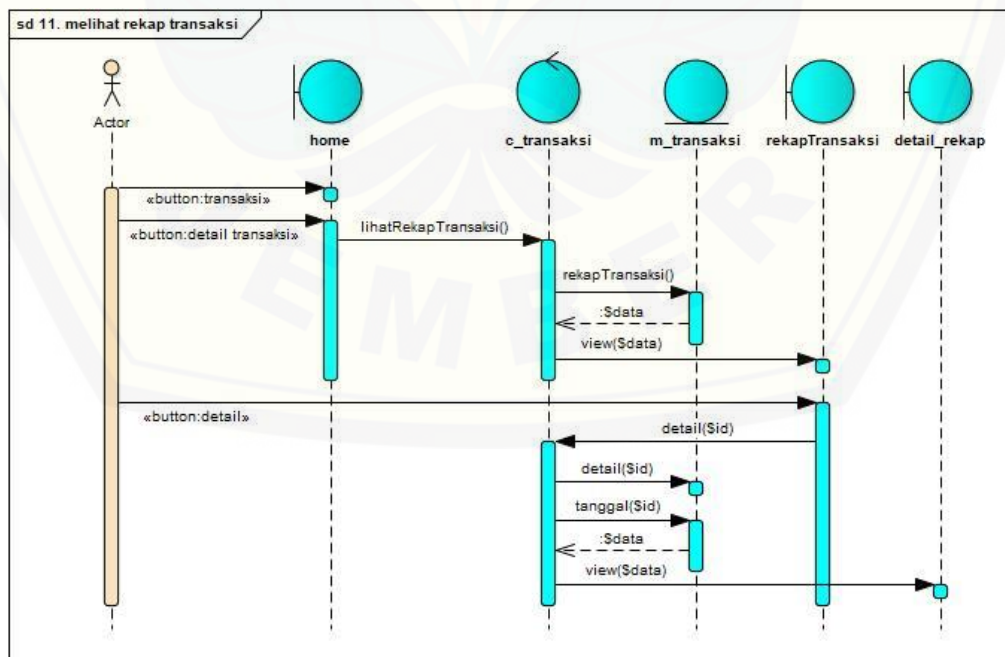 sd 11. melihat rekap transaksi
Actor
home
c_transaksi
m_transaksi
rekapTransaksi
detail_rekap
«button:transaksi»
«button:detail transaksi»
lihatRekapTransaksi()
rekapTransaksi()
:$data
view($data)
«button:detail»
detail($id)
detail($id)
tanggal($id)
:$data
view($data)
EMBER